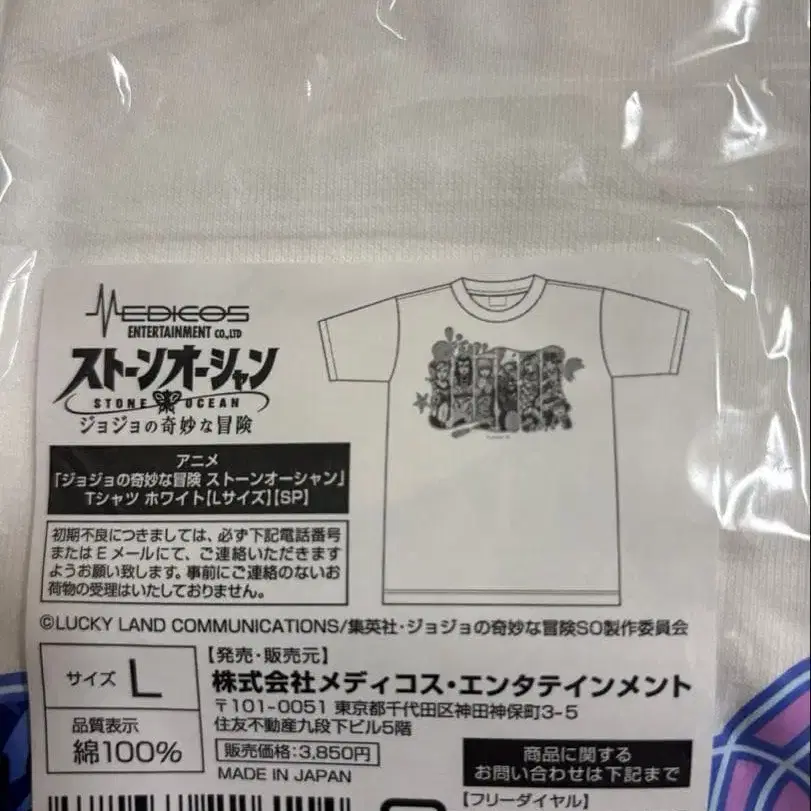 MEDICOS
ENTERTAINMENT CO.,LTD
ストーンオーシャン
STONE OCEAN
ジョジョの奇妙な冒険
アニメ
「ジョジョの奇妙な冒険 ストーンオーシャン」
Tシャツ ホワイト【Lサイズ】【SP】
初期不良につきましては、必ず下記電話番号
またはEメールにて、ご連絡いただきます
ようお願い致します。事前にご連絡のないお
荷物の受理はいたしておりません。
©LUCKY LAND COMMUNICATIONS/集英社・ジョジョの奇妙な冒険SO製作委員会
サイズ L
品質表示
綿100%
【発売・販売元】
株式会社メディコス・エンタテインメント
〒101-0051 東京都千代田区神田神保町3-5
住友不動産九段下ビル5階
販売価格:3,850円
MADE IN JAPAN
商品に関する
お問い合わせは下記まで
【フリーダイヤル】